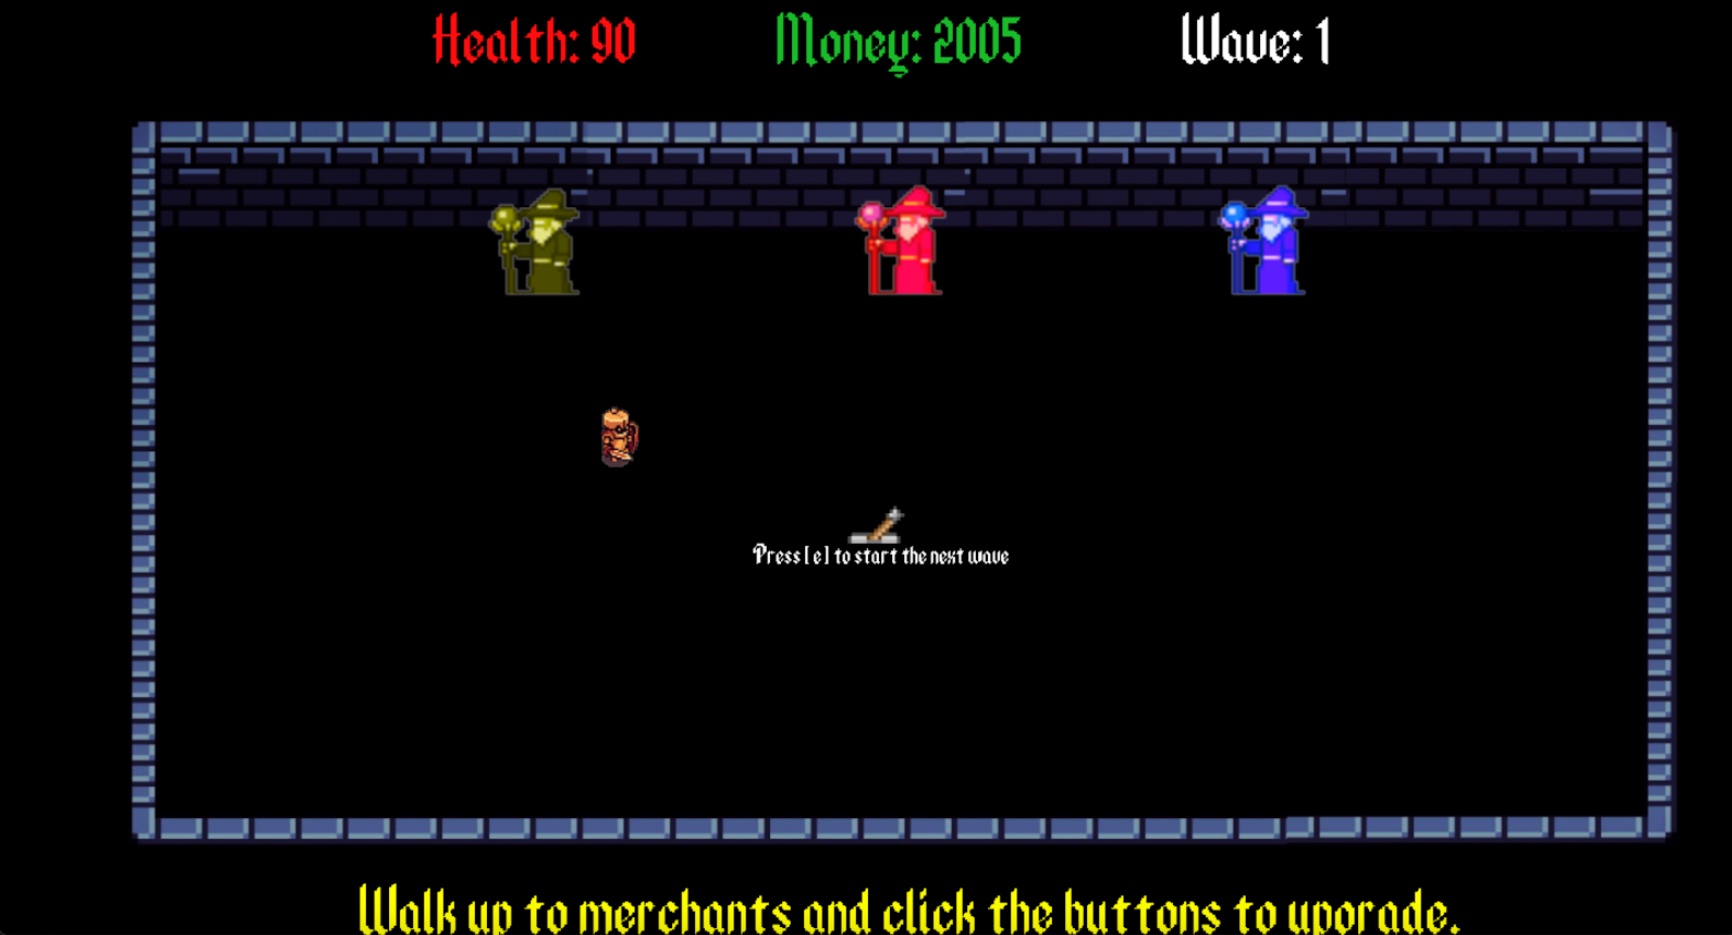 Health: 90 Money: 2005 Wave: 1
Press [e] to start the next wave
Walk up to merchants and click the buttons to upgrade.